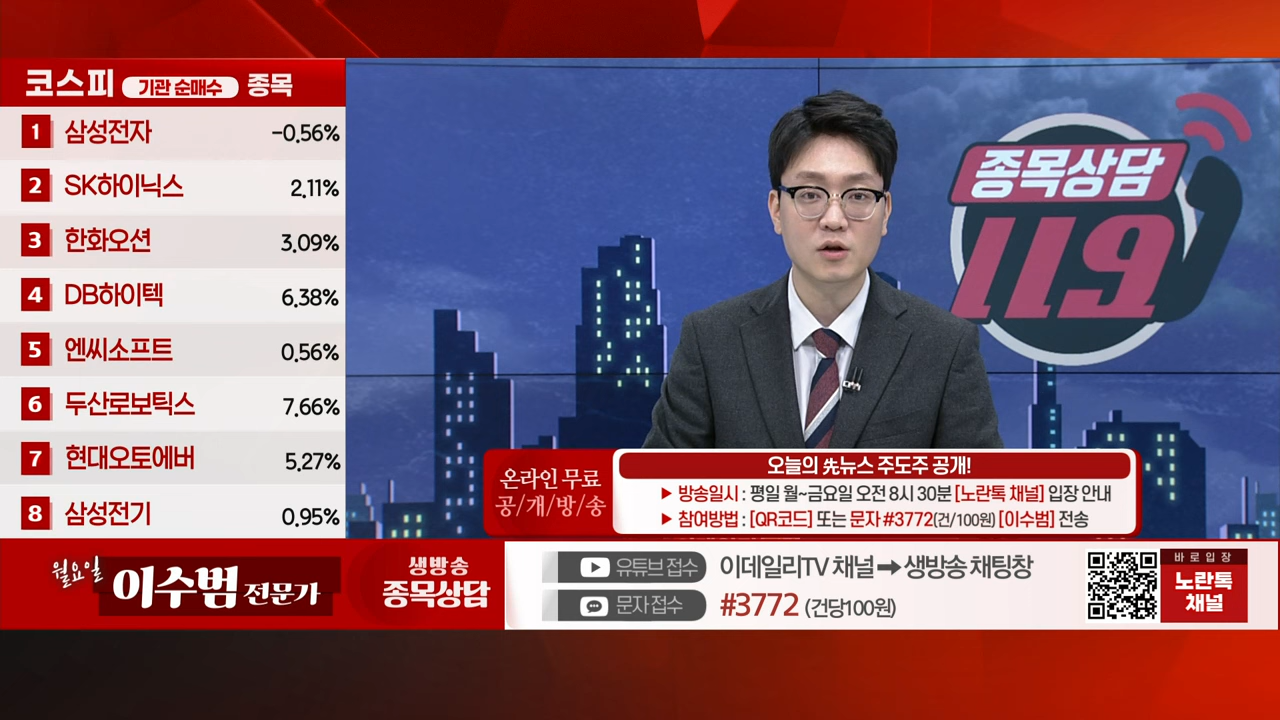 코스피 기관 순매수 종목
1 삼성전자 -0.56%
2 SK하이닉스 2.11%
3 한화오션 3.09%
4 DB하이텍 6.38%
5 엔씨소프트 0.56%
6 두산로보틱스 7.66%
7 현대오토에버 5.27%
8 삼성전기 0.95%
종목상담
119
온라인 무료
공/개/방/송
오늘의 先뉴스 주도주 공개!
▶ 방송일시 : 평일 월~금요일 오전 8시 30분 [노란톡 채널] 입장 안내
▶ 참여방법 : [QR코드] 또는 문자 #3772(건/100원) [이수범] 전송
월요일 이수범 전문가
생방송
종목상담
유튜브 접수 이데일리TV 채널 ➡ 생방송 채팅창
문자 접수 #3772 (건당100원)
바로입장
노란톡
채널